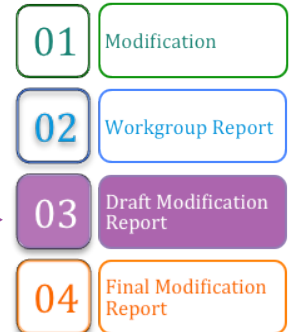 01
Modification
02
Workgroup Report
03
Draft Modification
Report
04
Final Modification
Report